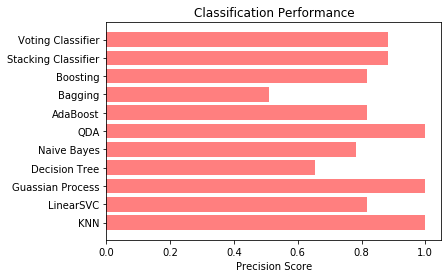 Classification Performance
Voting Classifier
Stacking Classifier
Boosting
Bagging
AdaBoost
QDA
Naive Bayes
Decision Tree
Guassian Process
LinearSVC
KNN
0.0 0.2 0.4 0.6 0.8 1.0
Precision Score